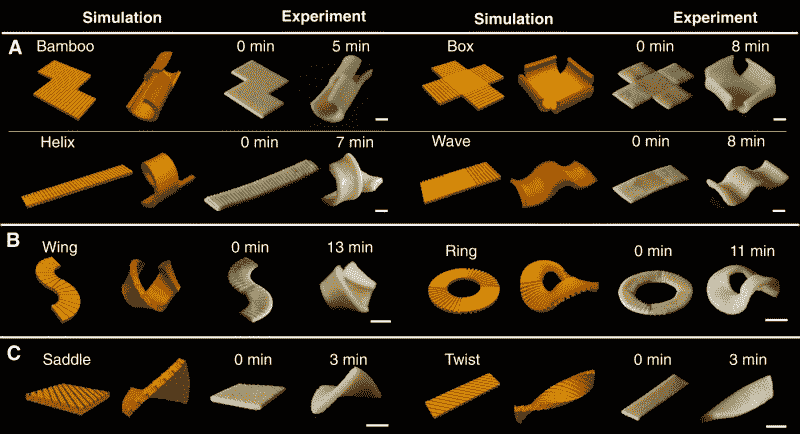 Simulation Experiment Simulation Experiment
A Bamboo 0 min 5 min Box 0 min 8 min
Helix 0 min 7 min Wave 0 min 8 min
B Wing 0 min 13 min Ring 0 min 11 min
C Saddle 0 min 3 min Twist 0 min 3 min